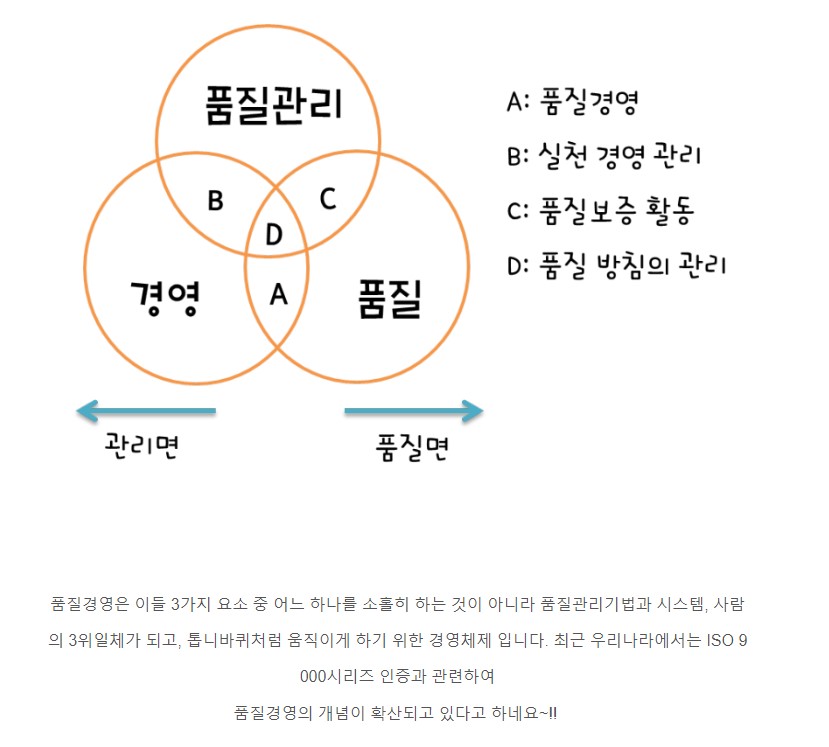 품질관리
A: 품질경영
B: 실천 경영 관리
B
C
C: 품질보증 활동
D
D: 품질 방침의 관리
경영
A
품질
관리면
품질면
품질경영은 이들 3가지 요소 중 어느 하나를 소홀히 하는 것이 아니라 품질관리기법과 시스템, 사람
의 3위일체가 되고, 톱니바퀴처럼 움직이게 하기 위한 경영체제 입니다. 최근 우리나라에서는 ISO 9
000시리즈 인증과 관련하여
품질경영의 개념이 확산되고 있다고 하네요~!!